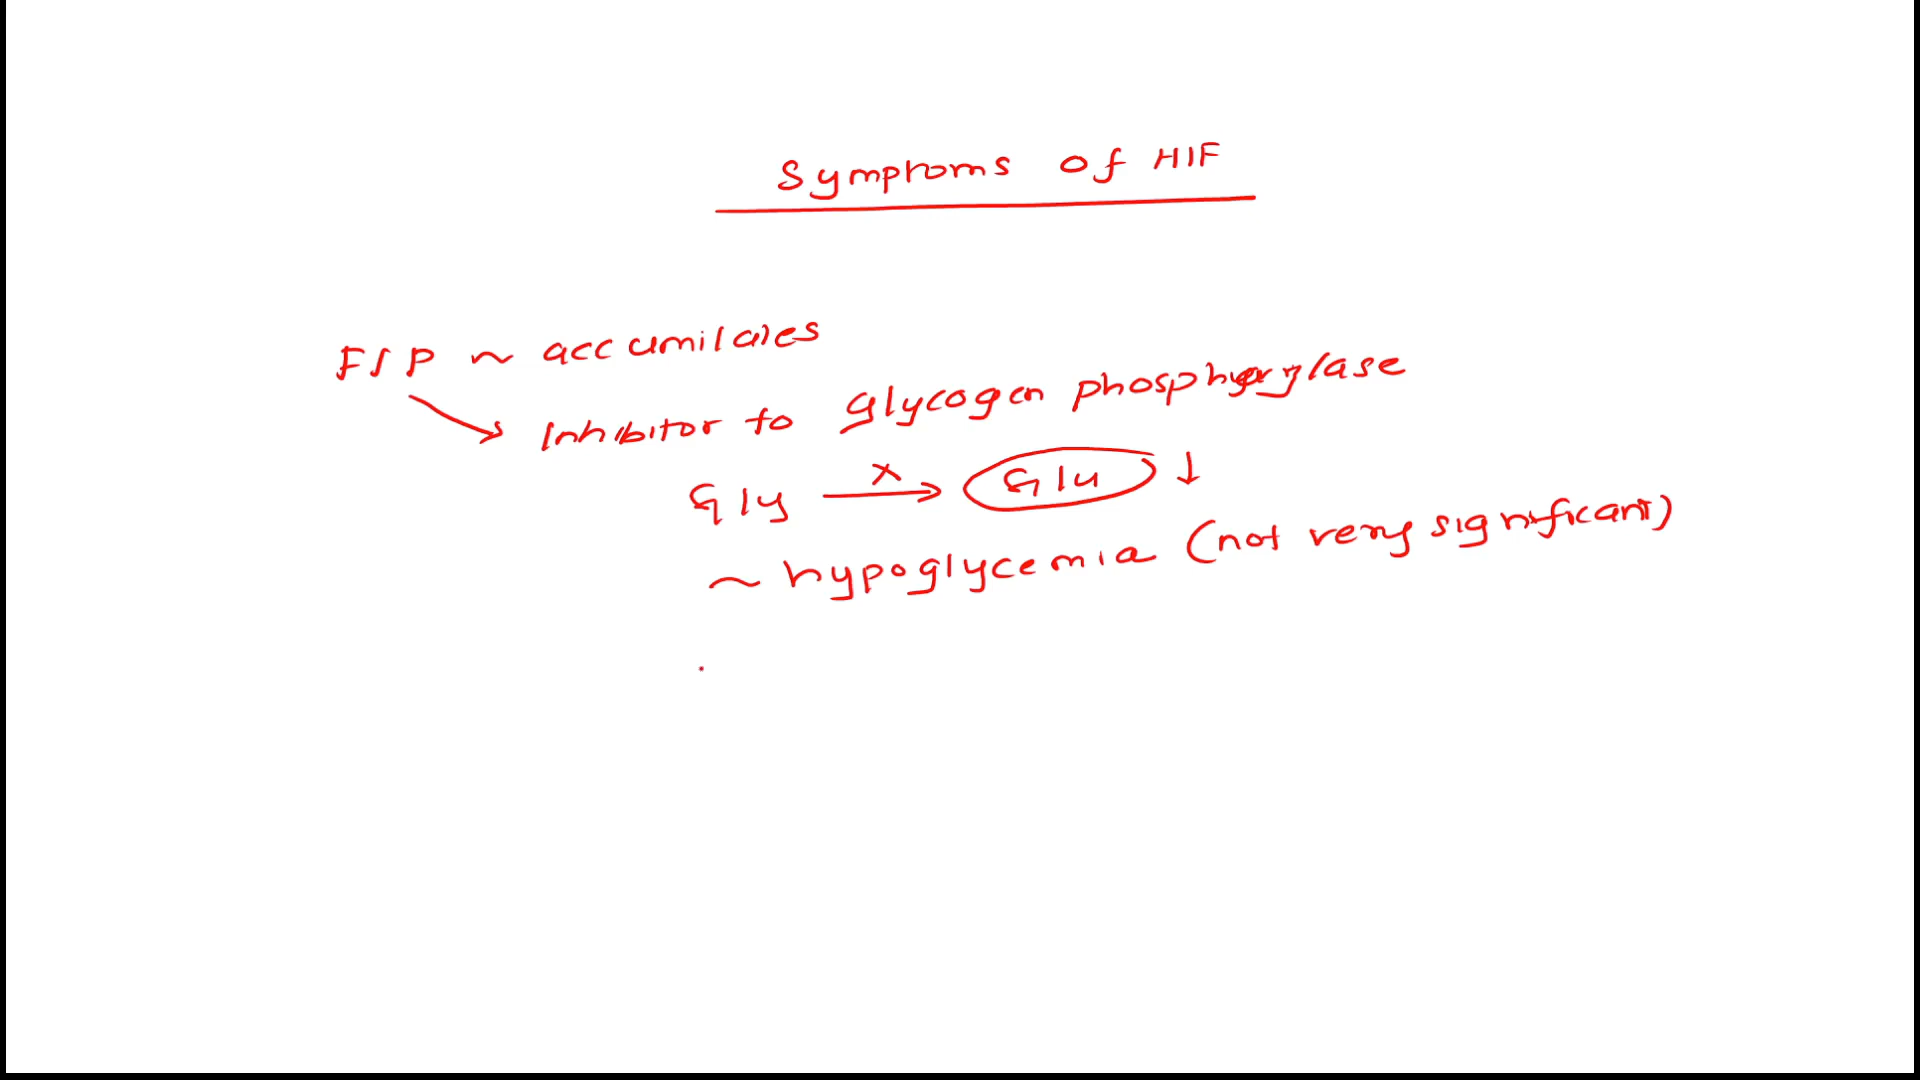 Symptoms of HIF
F1P ~ accumilates
Inhibitor to Glycogen phosphorylase
Gly x→ Glu ↓
~ hypoglycemia (not very significant)